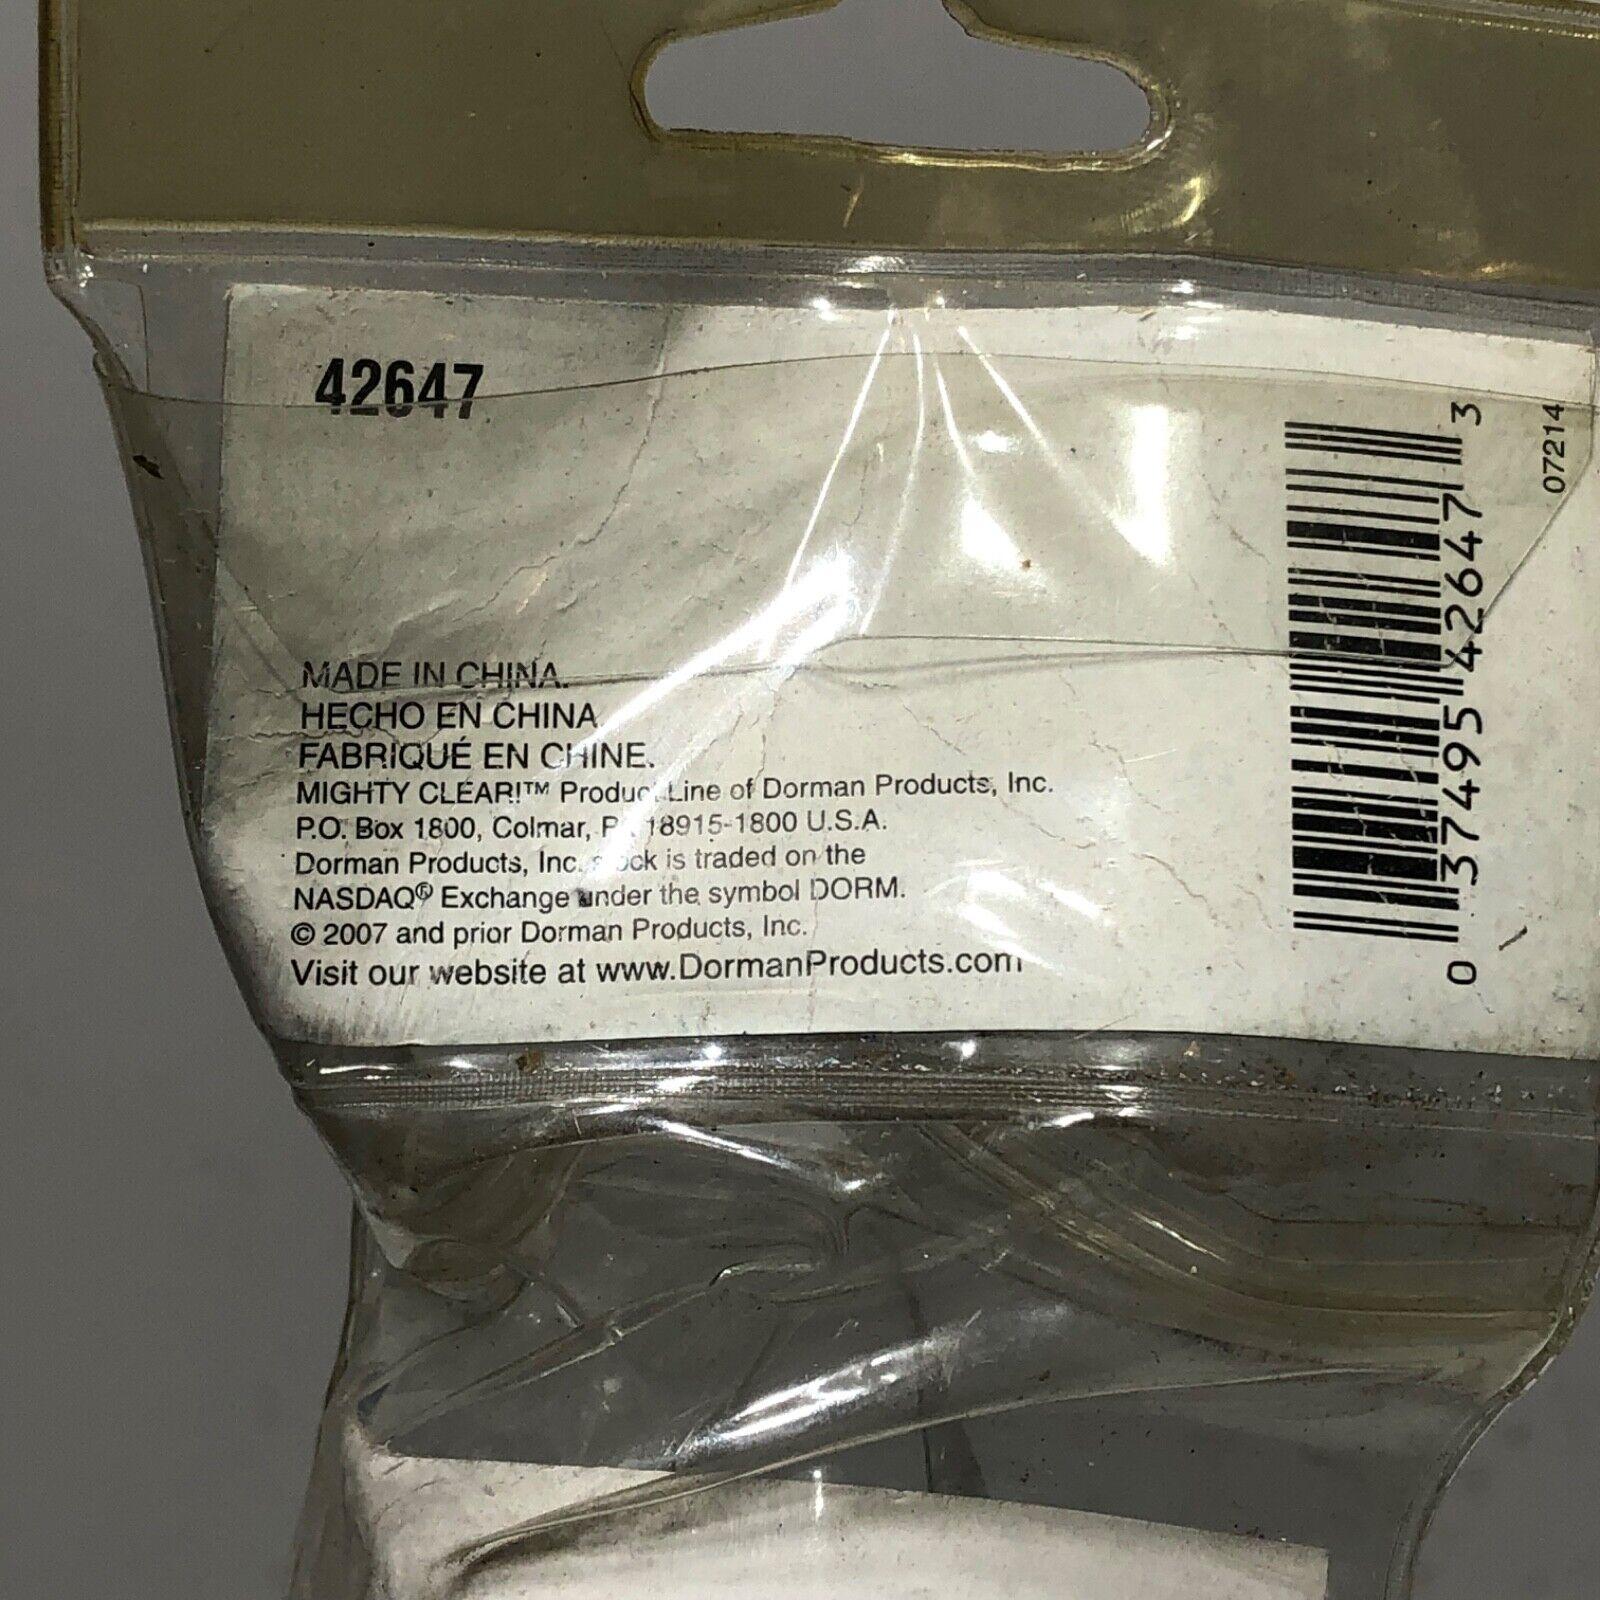 42647
MADE IN CHINA.
HECHO EN CHINA.
FABRIQUÉ EN CHINE.
MIGHTY CLEAR!™ Product Line of Dorman Products, Inc.
P.O. Box 1800, Colmar, PA 18915-1800 U.S.A.
Dorman Products, Inc. stock is traded on the
NASDAQ® Exchange under the symbol DORM.
© 2007 and prior Dorman Products, Inc.
Visit our website at www.DormanProducts.com
0 37495 42647 3
07214